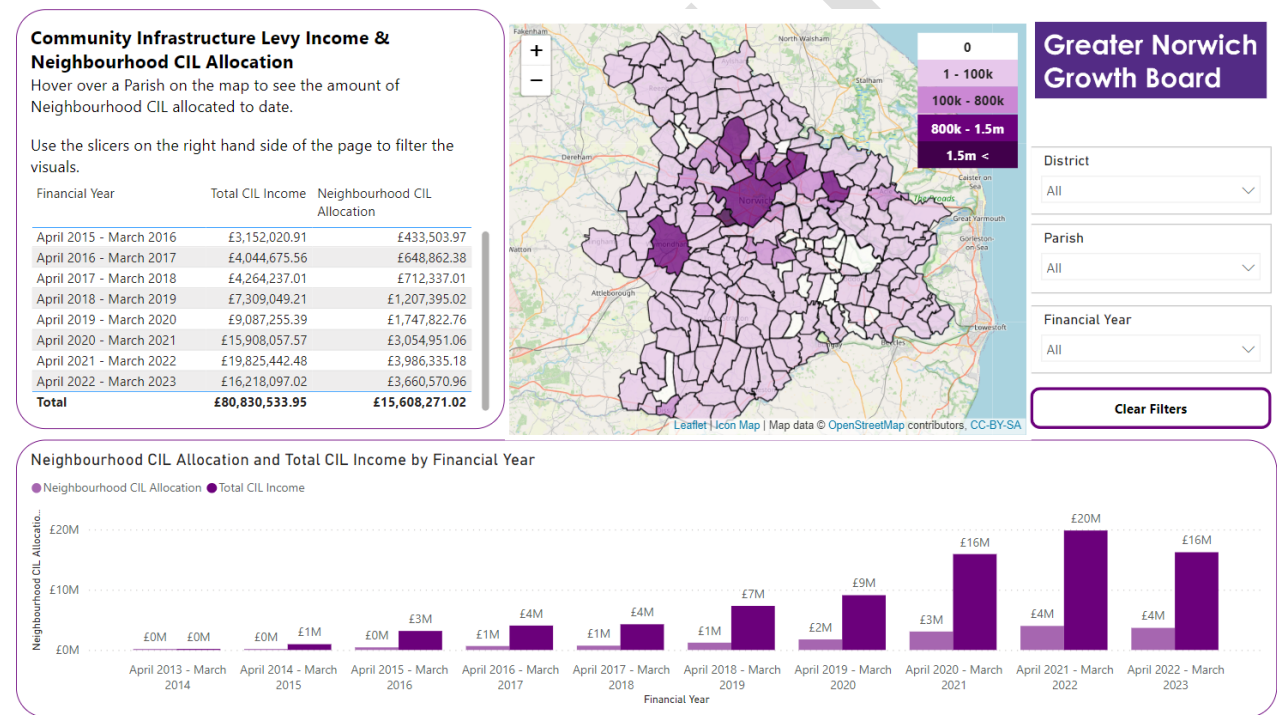 Community Infrastructure Levy Income &
Neighbourhood CIL Allocation
Hover over a Parish on the map to see the amount of
Neighbourhood CIL allocated to date.
Use the slicers on the right hand side of the page to filter the
visuals.
Financial Year Total CIL Income Neighbourhood CIL
Allocation
April 2015 - March 2016 £3,152,020.91 £433,503.97
April 2016 - March 2017 £4,044,675.56 £648,862.38
April 2017 - March 2018 £4,264,237.01 £712,337.01
April 2018 - March 2019 £7,309,049.21 £1,207,395.02
April 2019 - March 2020 £9,087,255.39 £1,747,822.76
April 2020 - March 2021 £15,908,057.57 £3,054,951.06
April 2021 - March 2022 £19,825,442.48 £3,986,335.18
April 2022 - March 2023 £16,218,097.02 £3,660,570.96
Total £80,830,533.95 £15,608,271.02
+
−
Fakenham
North Walsham
Stalham
Dereham
Caister-on
-Sea
The Broads
Great Yarmouth
Gorleston-
on-Sea
Norwich
Watton
Attleborough
Lowestoft
0
1 - 100k
100k - 800k
800k - 1.5m
1.5m <
Leaflet | Icon Map | Map data © OpenStreetMap contributors, CC-BY-SA
Greater Norwich
Growth Board
District
All
Parish
All
Financial Year
All
Clear Filters
Neighbourhood CIL Allocation and Total CIL Income by Financial Year
Neighbourhood CIL Allocation Total CIL Income
Neighbourhood CIL Allocatio...
£20M
£10M
£0M
£0M £0M
£0M £1M
£0M £3M
£1M £4M
£1M £4M
£1M £7M
£2M £9M
£3M £16M
£4M £20M
£4M £16M
April 2013 - March
2014
April 2014 - March
2015
April 2015 - March
2016
April 2016 - March
2017
April 2017 - March
2018
April 2018 - March
2019
April 2019 - March
2020
April 2020 - March
2021
April 2021 - March
2022
April 2022 - March
2023
Financial Year